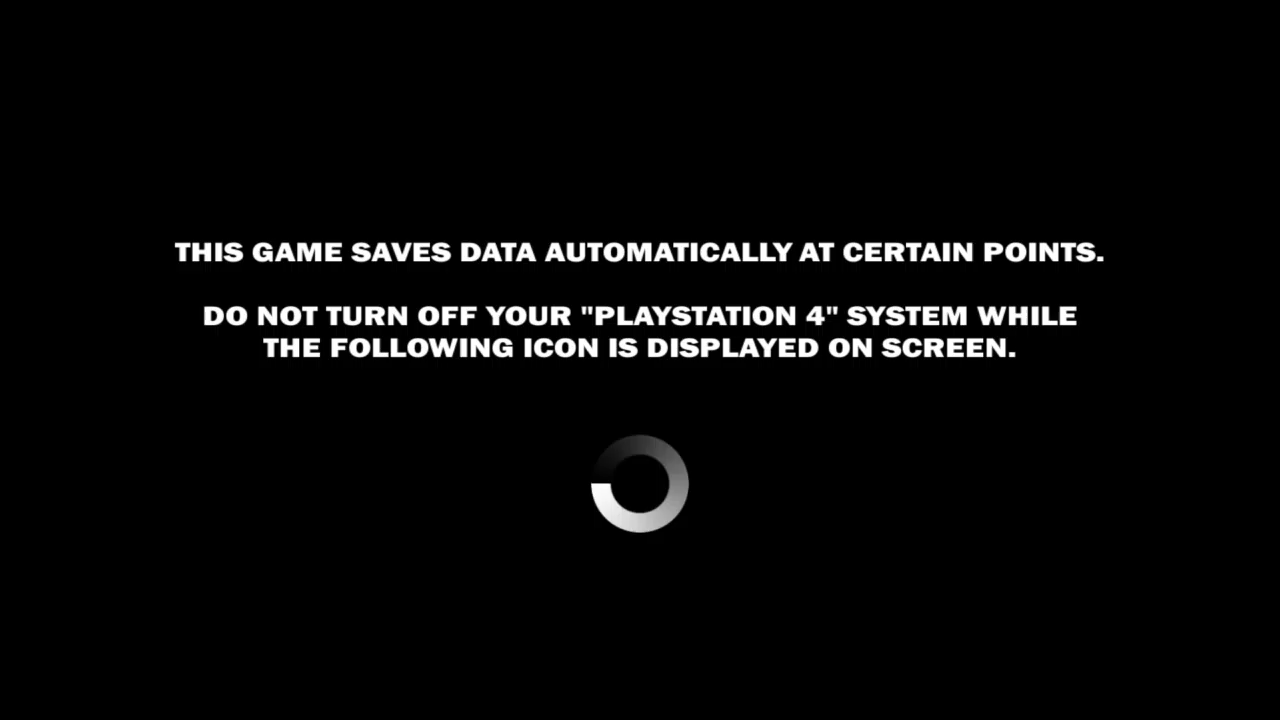 THIS GAME SAVES DATA AUTOMATICALLY AT CERTAIN POINTS.
DO NOT TURN OFF YOUR "PLAYSTATION 4" SYSTEM WHILE
THE FOLLOWING ICON IS DISPLAYED ON SCREEN.